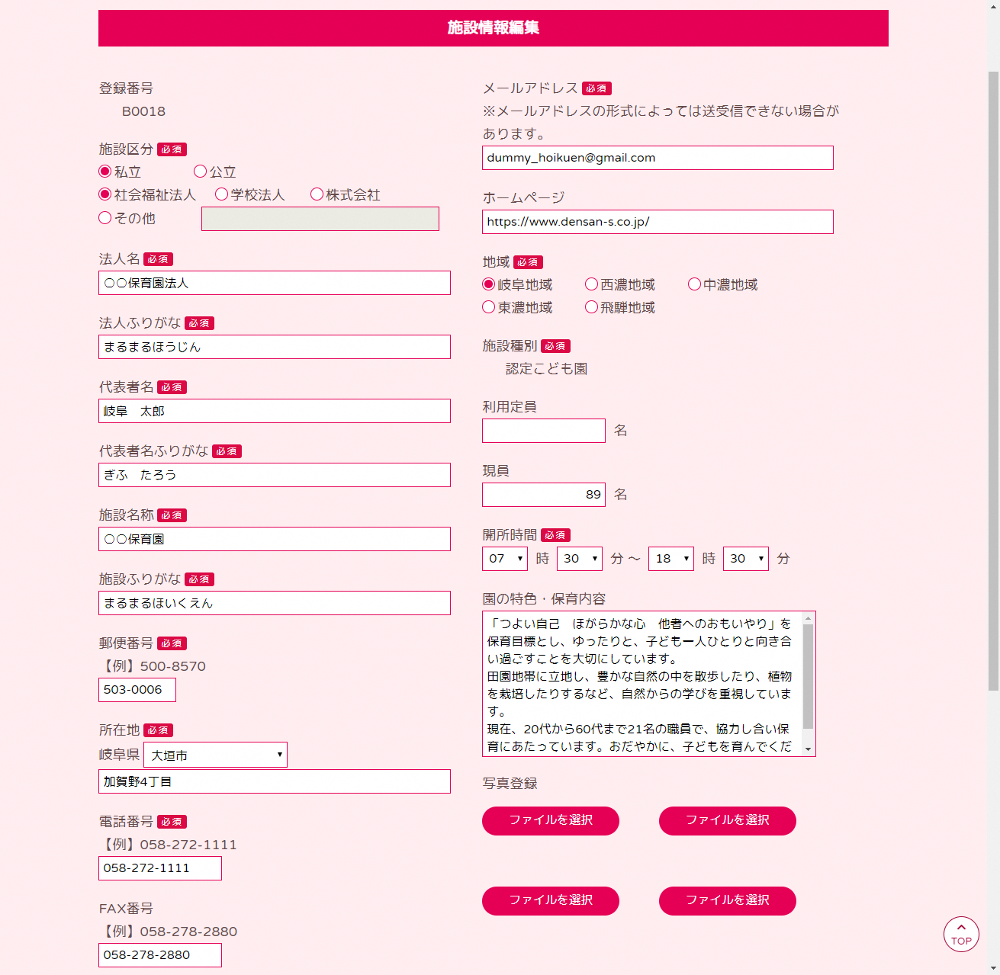 施設情報編集
登録番号
B0018
施設区分 必須
私立 公立
社会福祉法人 学校法人 株式会社
その他
法人名 必須
○○保育園法人
法人ふりがな 必須
まるまるほうじん
代表者名 必須
岐阜　太郎
代表者名ふりがな 必須
ぎふ　たろう
施設名称 必須
○○保育園
施設ふりがな 必須
まるまるほいくえん
郵便番号 必須
【例】500-8570
503-0006
所在地 必須
岐阜県 大垣市
加賀野4丁目
電話番号 必須
【例】058-272-1111
058-272-1111
FAX番号
【例】058-278-2880
058-278-2880
メールアドレス 必須
※メールアドレスの形式によっては送受信できない場合が
あります。
dummy_hoikuen@gmail.com
ホームページ
https://www.densan-s.co.jp/
地域 必須
岐阜地域 西濃地域 中濃地域
東濃地域 飛騨地域
施設種別 必須
認定こども園
利用定員
名
現員
89 名
開所時間 必須
07 時 30 分 〜 18 時 30 分
園の特色・保育内容
「つよい自己　ほがらかな心　他者へのおもいやり」を
保育目標とし、ゆったりと、子ども一人ひとりと向き合
い過ごすことを大切にしています。
田園地帯に立地し、豊かな自然の中を散歩したり、植物
を栽培したりするなど、自然からの学びを重視していま
す。
現在、20代から60代まで21名の職員で、協力し合い保
育にあたっています。おだやかに、子どもを育んでくだ
写真登録
ファイルを選択 ファイルを選択
ファイルを選択 ファイルを選択
TOP